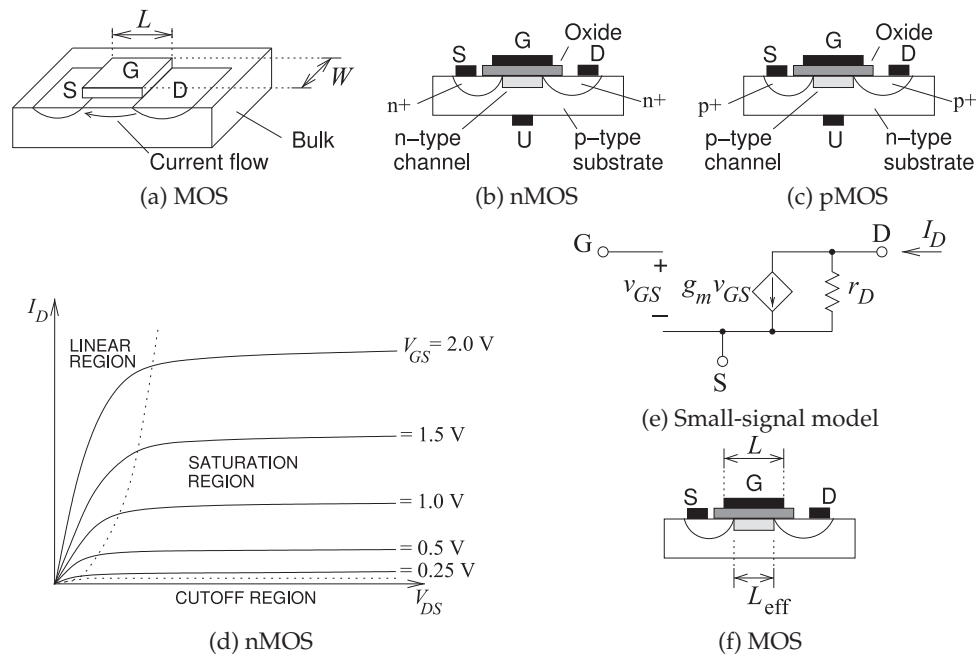 L
G
S
D
W
Bulk
Current flow
(a) MOS
G
Oxide
S
D
n+
n+
n−type
channel
U
p−type
substrate
(b) nMOS
G
Oxide
S
D
p+
p+
p−type
channel
U
n−type
substrate
(c) pMOS
I_D
LINEAR
REGION
V_GS = 2.0 V
= 1.5 V
SATURATION
REGION
= 1.0 V
= 0.5 V
= 0.25 V
CUTOFF REGION
V_DS
(d) nMOS
G
D
I_D
+
v_GS
−
g_m v_GS
r_D
S
(e) Small-signal model
L
G
S
D
L_eff
(f) MOS